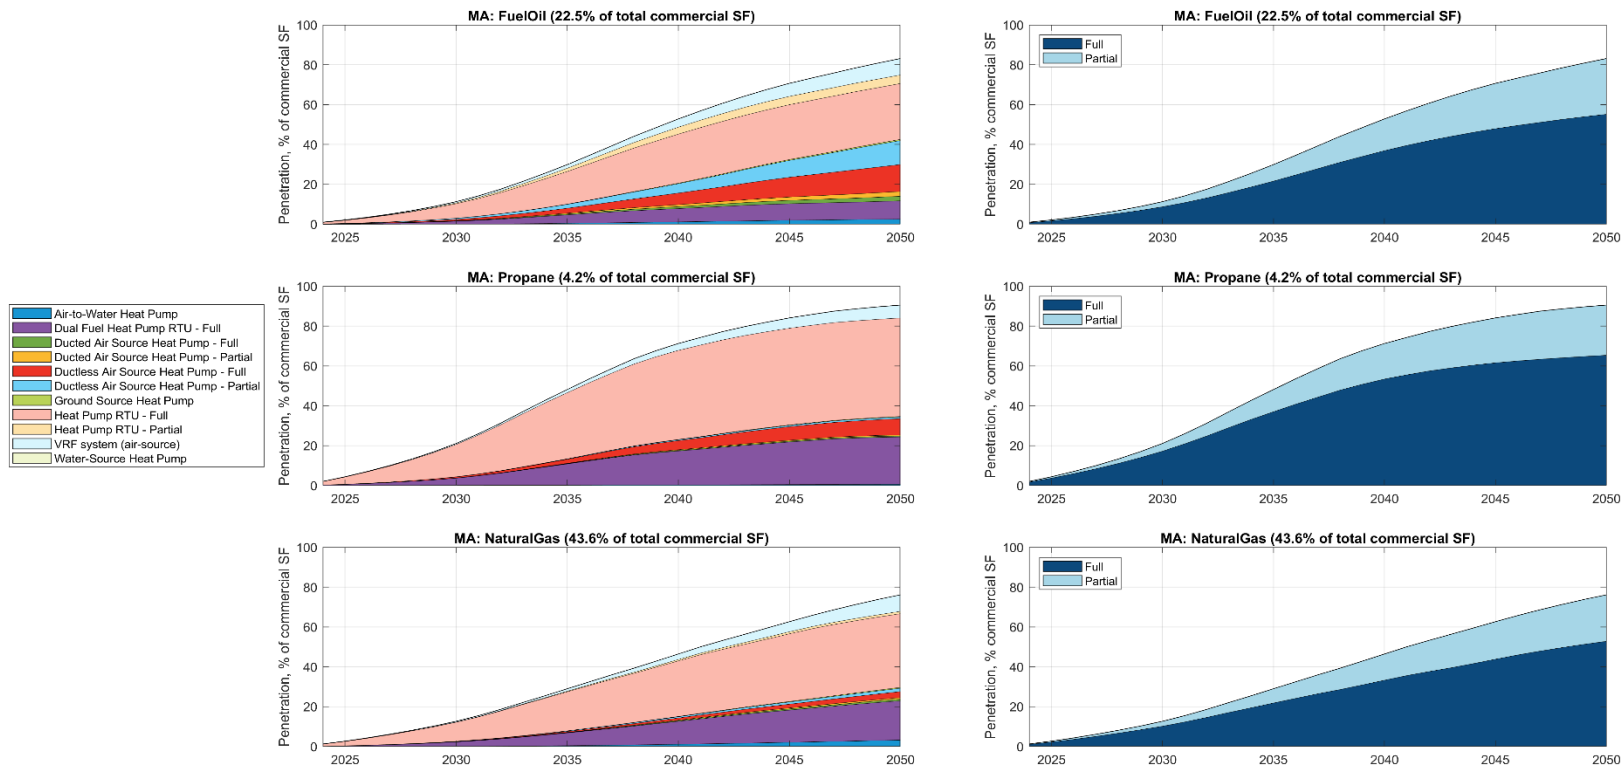 MA: FuelOil (22.5% of total commercial SF)
Penetration, % of commercial SF
100
80
60
40
20
0
2025
2030
2035
2040
2045
2050
MA: FuelOil (22.5% of total commercial SF)
Penetration, % commercial SF
100
80
60
40
20
0
Full
Partial
2025
2030
2035
2040
2045
2050
Air-to-Water Heat Pump
Dual Fuel Heat Pump RTU - Full
Ducted Air Source Heat Pump - Full
Ducted Air Source Heat Pump - Partial
Ductless Air Source Heat Pump - Full
Ductless Air Source Heat Pump - Partial
Ground Source Heat Pump
Heat Pump RTU - Full
Heat Pump RTU - Partial
VRF system (air-source)
Water-Source Heat Pump
MA: Propane (4.2% of total commercial SF)
Penetration, % of commercial SF
100
80
60
40
20
0
2025
2030
2035
2040
2045
2050
MA: Propane (4.2% of total commercial SF)
Penetration, % commercial SF
100
80
60
40
20
0
Full
Partial
2025
2030
2035
2040
2045
2050
MA: NaturalGas (43.6% of total commercial SF)
Penetration, % of commercial SF
100
80
60
40
20
0
2025
2030
2035
2040
2045
2050
MA: NaturalGas (43.6% of total commercial SF)
Penetration, % commercial SF
100
80
60
40
20
0
Full
Partial
2025
2030
2035
2040
2045
2050